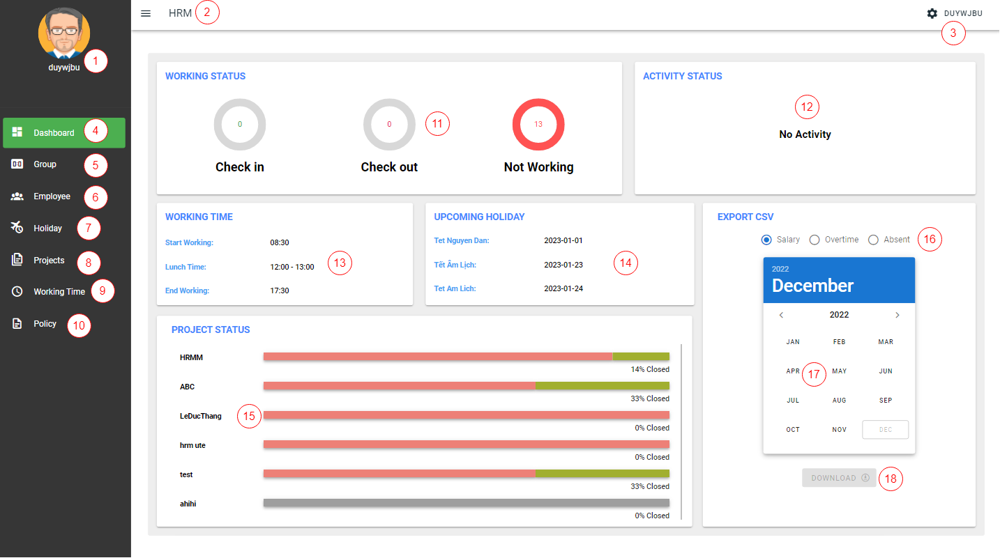 1
duywjbu
Dashboard 4
Group 5
Employee 6
Holiday 7
Projects 8
Working Time 9
Policy 10
HRM 2
DUYWJBU
3
WORKING STATUS
0 0 11 13
Check in Check out Not Working
ACTIVITY STATUS
12
No Activity
WORKING TIME
Start Working: 08:30
Lunch Time: 12:00 - 13:00 13
End Working: 17:30
UPCOMING HOLIDAY
Tet Nguyen Dan: 2023-01-01
Tết Âm Lịch: 2023-01-23 14
Tet Am Lich: 2023-01-24
PROJECT STATUS
HRMM
14% Closed
ABC
33% Closed
LeDucThang 15
0% Closed
hrm ute
0% Closed
test
33% Closed
ahihi
0% Closed
EXPORT CSV
Salary Overtime Absent 16
2022
December
2022
JAN FEB MAR
APR 17 MAY JUN
JUL AUG SEP
OCT NOV DEC
DOWNLOAD 18